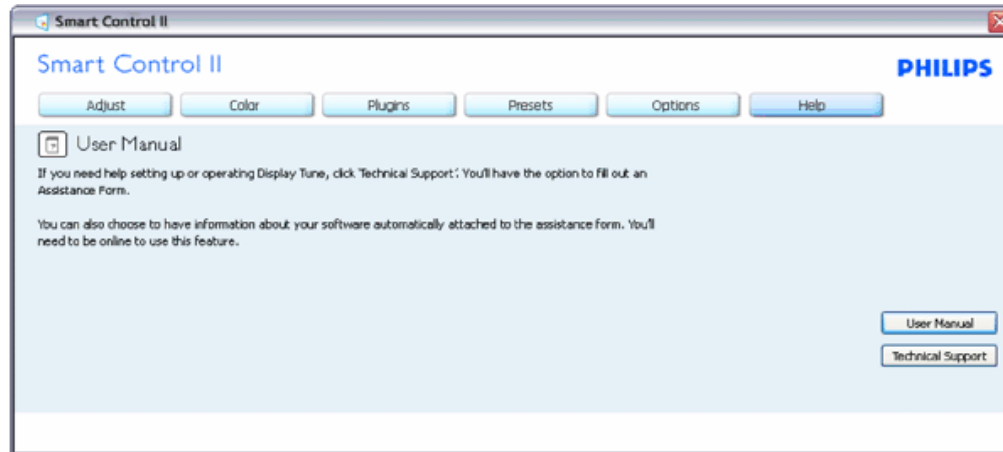 Smart Control II
Smart Control II
PHILIPS
Adjust Color Plugins Presets Options Help
User Manual
If you need help setting up or operating Display Tune, click 'Technical Support'. You'll have the option to fill out an
Assistance Form.
You can also choose to have information about your software automatically attached to the assistance form. You'll
need to be online to use this feature.
User Manual
Technical Support